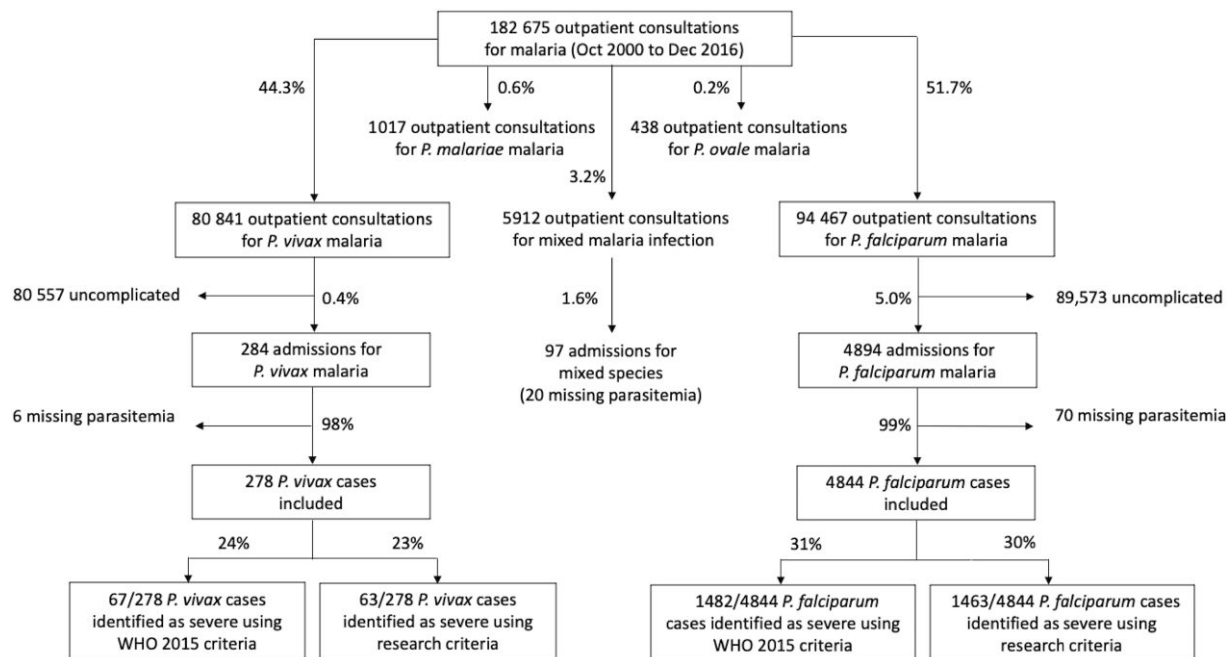 182 675 outpatient consultations
for malaria (Oct 2000 to Dec 2016)
44.3%
0.6%
0.2%
51.7%
1017 outpatient consultations
for P. malariae malaria
438 outpatient consultations
for P. ovale malaria
3.2%
80 841 outpatient consultations
for P. vivax malaria
5912 outpatient consultations
for mixed malaria infection
94 467 outpatient consultations
for P. falciparum malaria
80 557 uncomplicated
0.4%
1.6%
5.0%
89,573 uncomplicated
284 admissions for
P. vivax malaria
97 admissions for
mixed species
(20 missing parasitemia)
4894 admissions for
P. falciparum malaria
6 missing parasitemia
98%
99%
70 missing parasitemia
278 P. vivax cases
included
4844 P. falciparum cases
included
24%
23%
31%
30%
67/278 P. vivax cases
identified as severe using
WHO 2015 criteria
63/278 P. vivax cases
identified as severe using
research criteria
1482/4844 P. falciparum
cases identified as severe using
WHO 2015 criteria
1463/4844 P. falciparum cases
identified as severe using
research criteria